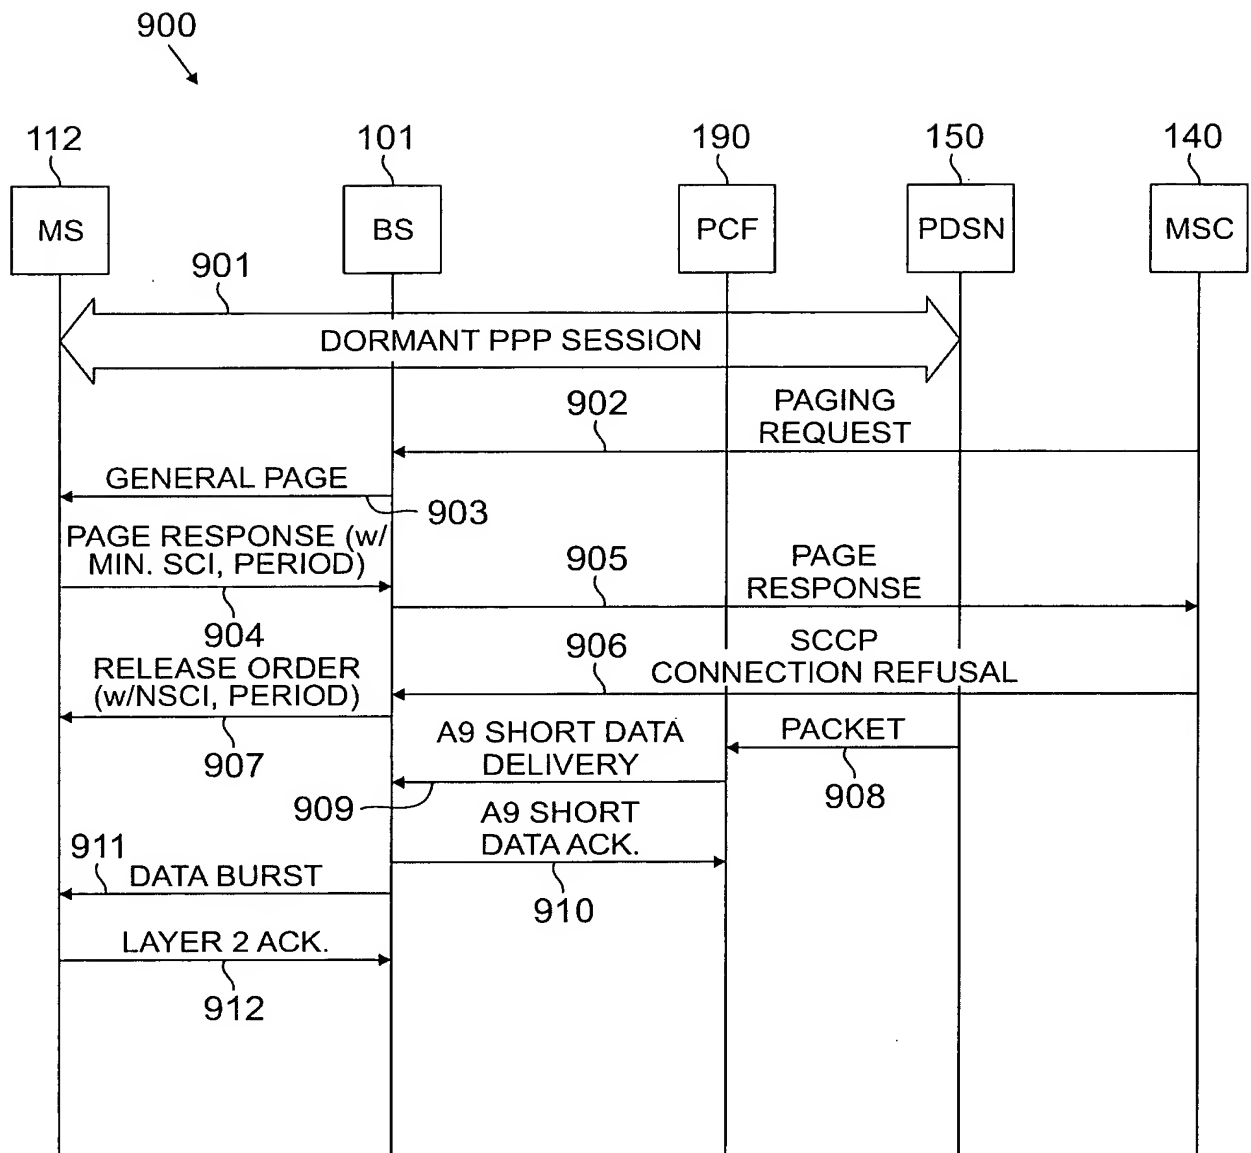 900
112
101
190
150
140
MS
BS
PCF
PDSN
MSC
901
DORMANT PPP SESSION
902
PAGING
REQUEST
GENERAL PAGE
903
PAGE RESPONSE (w/
MIN. SCI, PERIOD)
904
905
PAGE
RESPONSE
906
SCCP
CONNECTION REFUSAL
RELEASE ORDER
(w/NSCI, PERIOD)
907
PACKET
908
A9 SHORT DATA
DELIVERY
909
A9 SHORT
DATA ACK.
910
911
DATA BURST
LAYER 2 ACK.
912